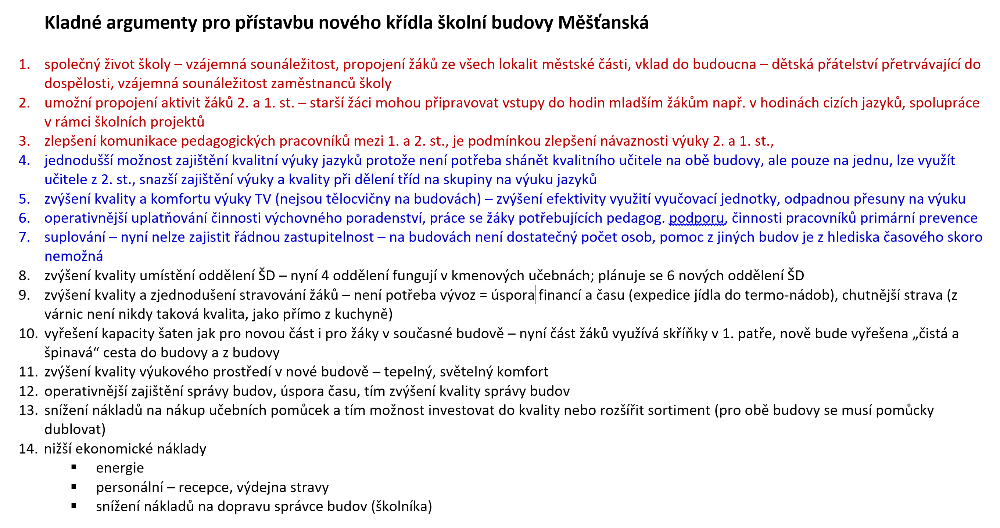 Kladné argumenty pro přístavbu nového křídla školní budovy Měšťanská
1. společný život školy – vzájemná sounáležitost, propojení žáků ze všech lokalit městské části, vklad do budoucna – dětská přátelství přetrvávající do
dospělosti, vzájemná sounáležitost zaměstnanců školy
2. umožní propojení aktivit žáků 2. a 1. st. – starší žáci mohou připravovat vstupy do hodin mladším žákům např. v hodinách cizích jazyků, spolupráce
v rámci školních projektů
3. zlepšení komunikace pedagogických pracovníků mezi 1. a 2. st., je podmínkou zlepšení návaznosti výuky 2. a 1. st.,
4. jednodušší možnost zajištění kvalitní výuky jazyků protože není potřeba shánět kvalitního učitele na obě budovy, ale pouze na jednu, lze využít
učitele z 2. st., snazší zajištění výuky a kvality při dělení tříd na skupiny na výuku jazyků
5. zvýšení kvality a komfortu výuky TV (nejsou tělocvičny na budovách) – zvýšení efektivity využití vyučovací jednotky, odpadnou přesuny na výuku
6. operativnější uplatňování činnosti výchovného poradenství, práce se žáky potřebujících pedagog. podporu, činnosti pracovníků primární prevence
7. suplování – nyní nelze zajistit řádnou zastupitelnost – na budovách není dostatečný počet osob, pomoc z jiných budov je z hlediska časového skoro
nemožná
8. zvýšení kvality umístění oddělení ŠD – nyní 4 oddělení fungují v kmenových učebnách; plánuje se 6 nových oddělení ŠD
9. zvýšení kvality a zjednodušení stravování žáků – není potřeba vývoz = úspora financí a času (expedice jídla do termo-nádob), chutnější strava (z
várnic není nikdy taková kvalita, jako přímo z kuchyně)
10. vyřešení kapacity šaten jak pro novou část i pro žáky v současné budově – nyní část žáků využívá skříňky v 1. patře, nově bude vyřešena „čistá a
špinavá“ cesta do budovy a z budovy
11. zvýšení kvality výukového prostředí v nové budově – tepelný, světelný komfort
12. operativnější zajištění správy budov, úspora času, tím zvýšení kvality správy budov
13. snížení nákladů na nákup učebních pomůcek a tím možnost investovat do kvality nebo rozšířit sortiment (pro obě budovy se musí pomůcky
dublovat)
14. nižší ekonomické náklady
▪ energie
▪ personální – recepce, výdejna stravy
▪ snížení nákladů na dopravu správce budov (školníka)